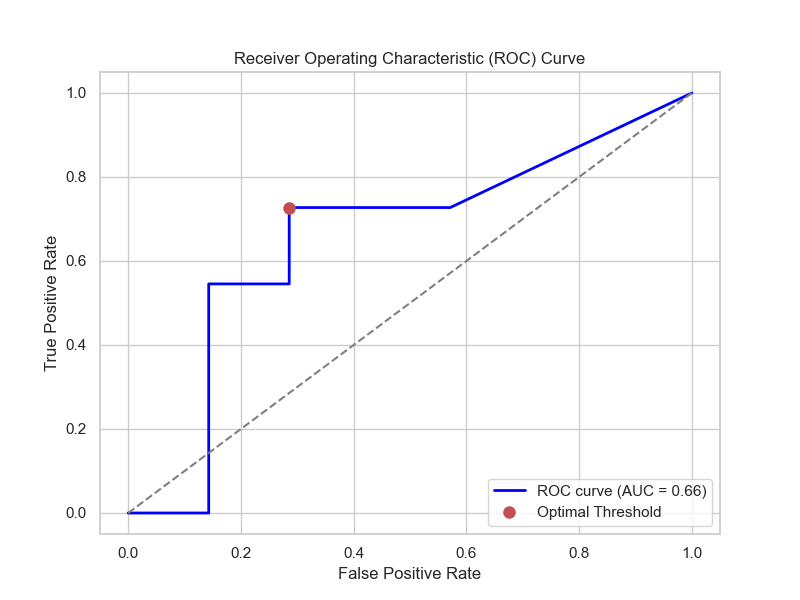 Receiver Operating Characteristic (ROC) Curve
1.0
0.8
0.6
0.4
0.2
0.0
True Positive Rate
ROC curve (AUC = 0.66)
Optimal Threshold
0.0 0.2 0.4 0.6 0.8 1.0
False Positive Rate